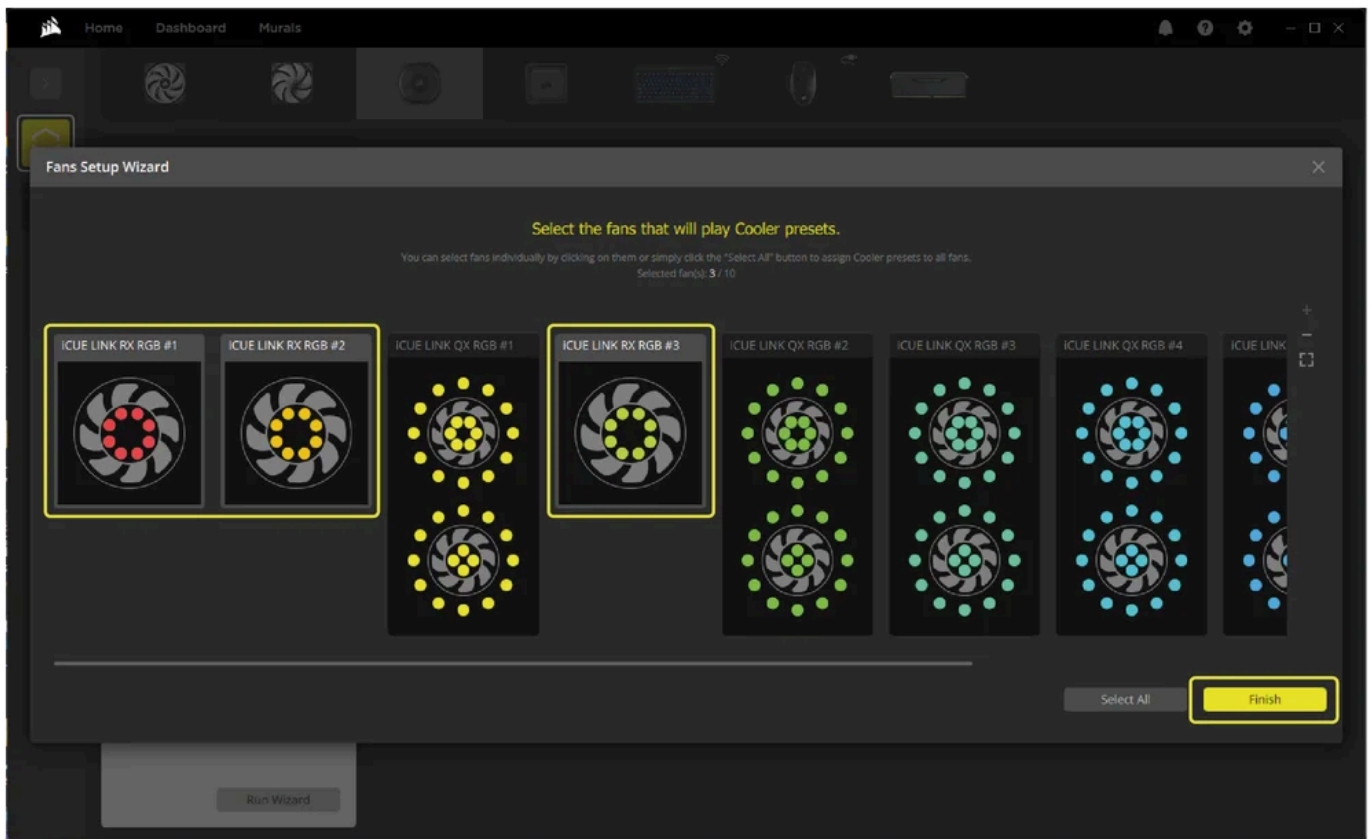 Home Dashboard Murals
Fans Setup Wizard
Select the fans that will play Cooler presets.
You can select fans individually by clicking on them or simply click the "Select All" button to assign Cooler presets to all fans.
Selected fan(s): 3 / 10
iCUE LINK RX RGB #1 iCUE LINK RX RGB #2 iCUE LINK QX RGB #1 iCUE LINK RX RGB #3 iCUE LINK QX RGB #2 iCUE LINK QX RGB #3 iCUE LINK QX RGB #4 iCUE LINK
Select All Finish
Run Wizard